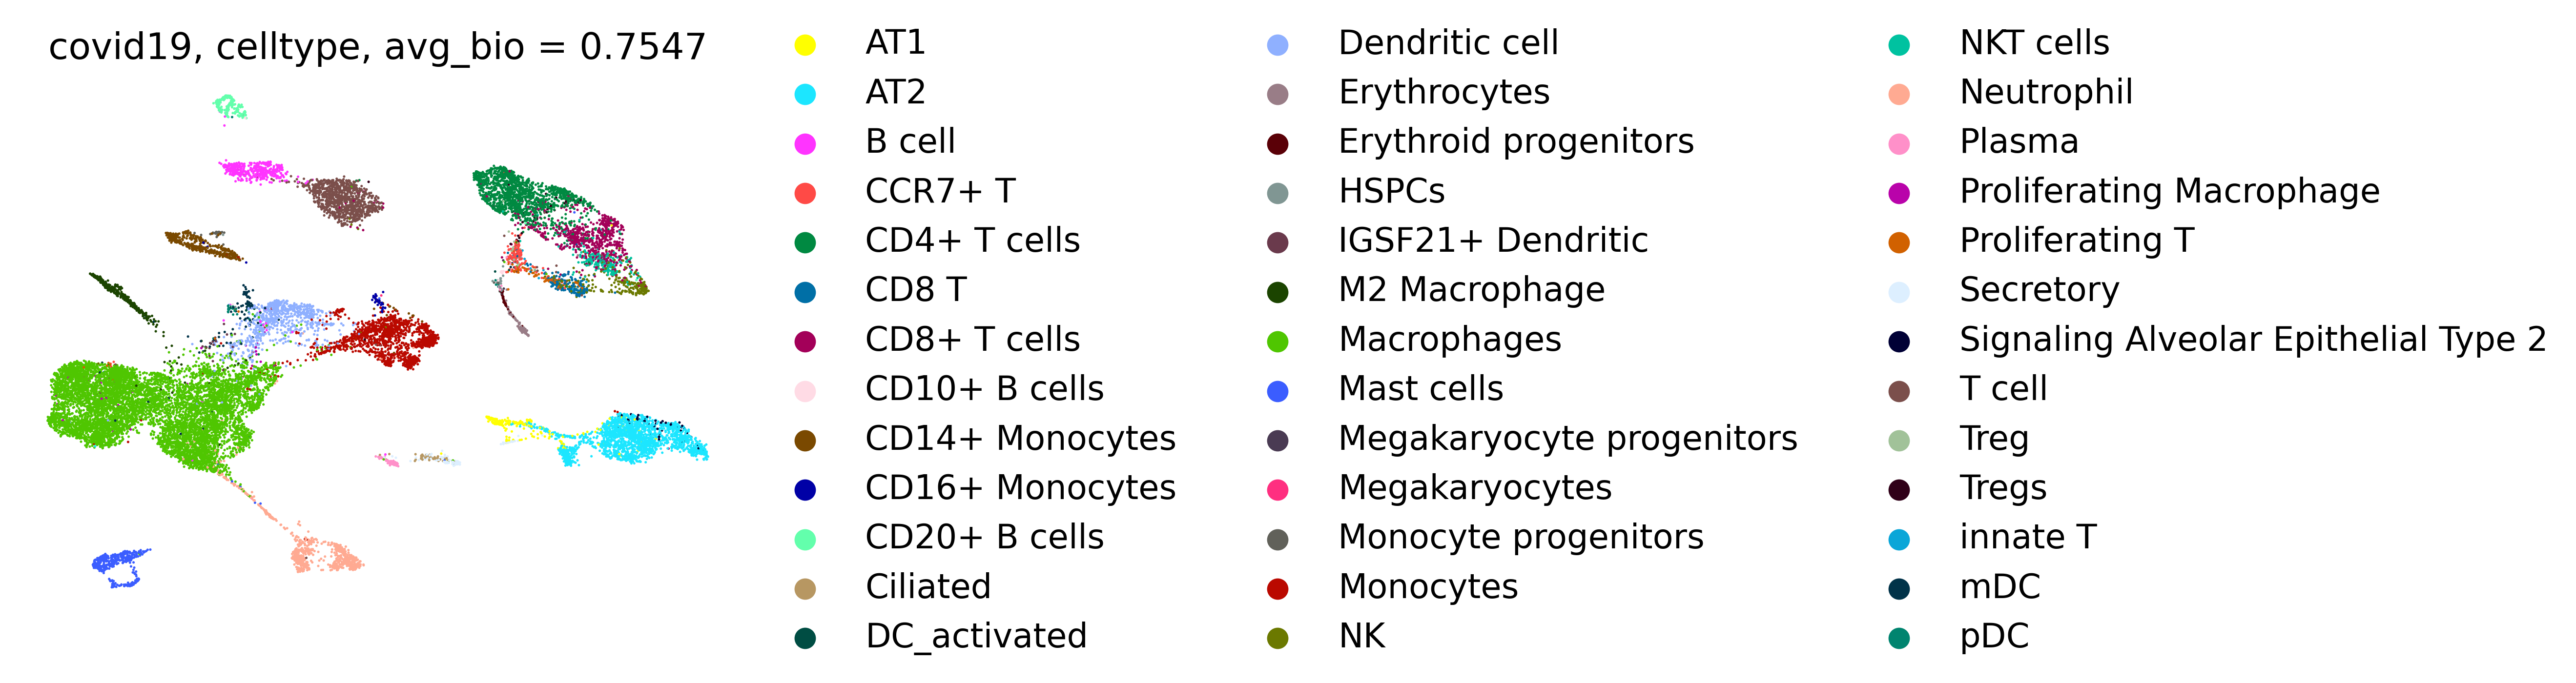 covid19, celltype, avg_bio = 0.7547
AT1
AT2
B cell
CCR7+ T
CD4+ T cells
CD8 T
CD8+ T cells
CD10+ B cells
CD14+ Monocytes
CD16+ Monocytes
CD20+ B cells
Ciliated
DC_activated
Dendritic cell
Erythrocytes
Erythroid progenitors
HSPCs
IGSF21+ Dendritic
M2 Macrophage
Macrophages
Mast cells
Megakaryocyte progenitors
Megakaryocytes
Monocyte progenitors
Monocytes
NK
NKT cells
Neutrophil
Plasma
Proliferating Macrophage
Proliferating T
Secretory
Signaling Alveolar Epithelial Type 2
T cell
Treg
Tregs
innate T
mDC
pDC